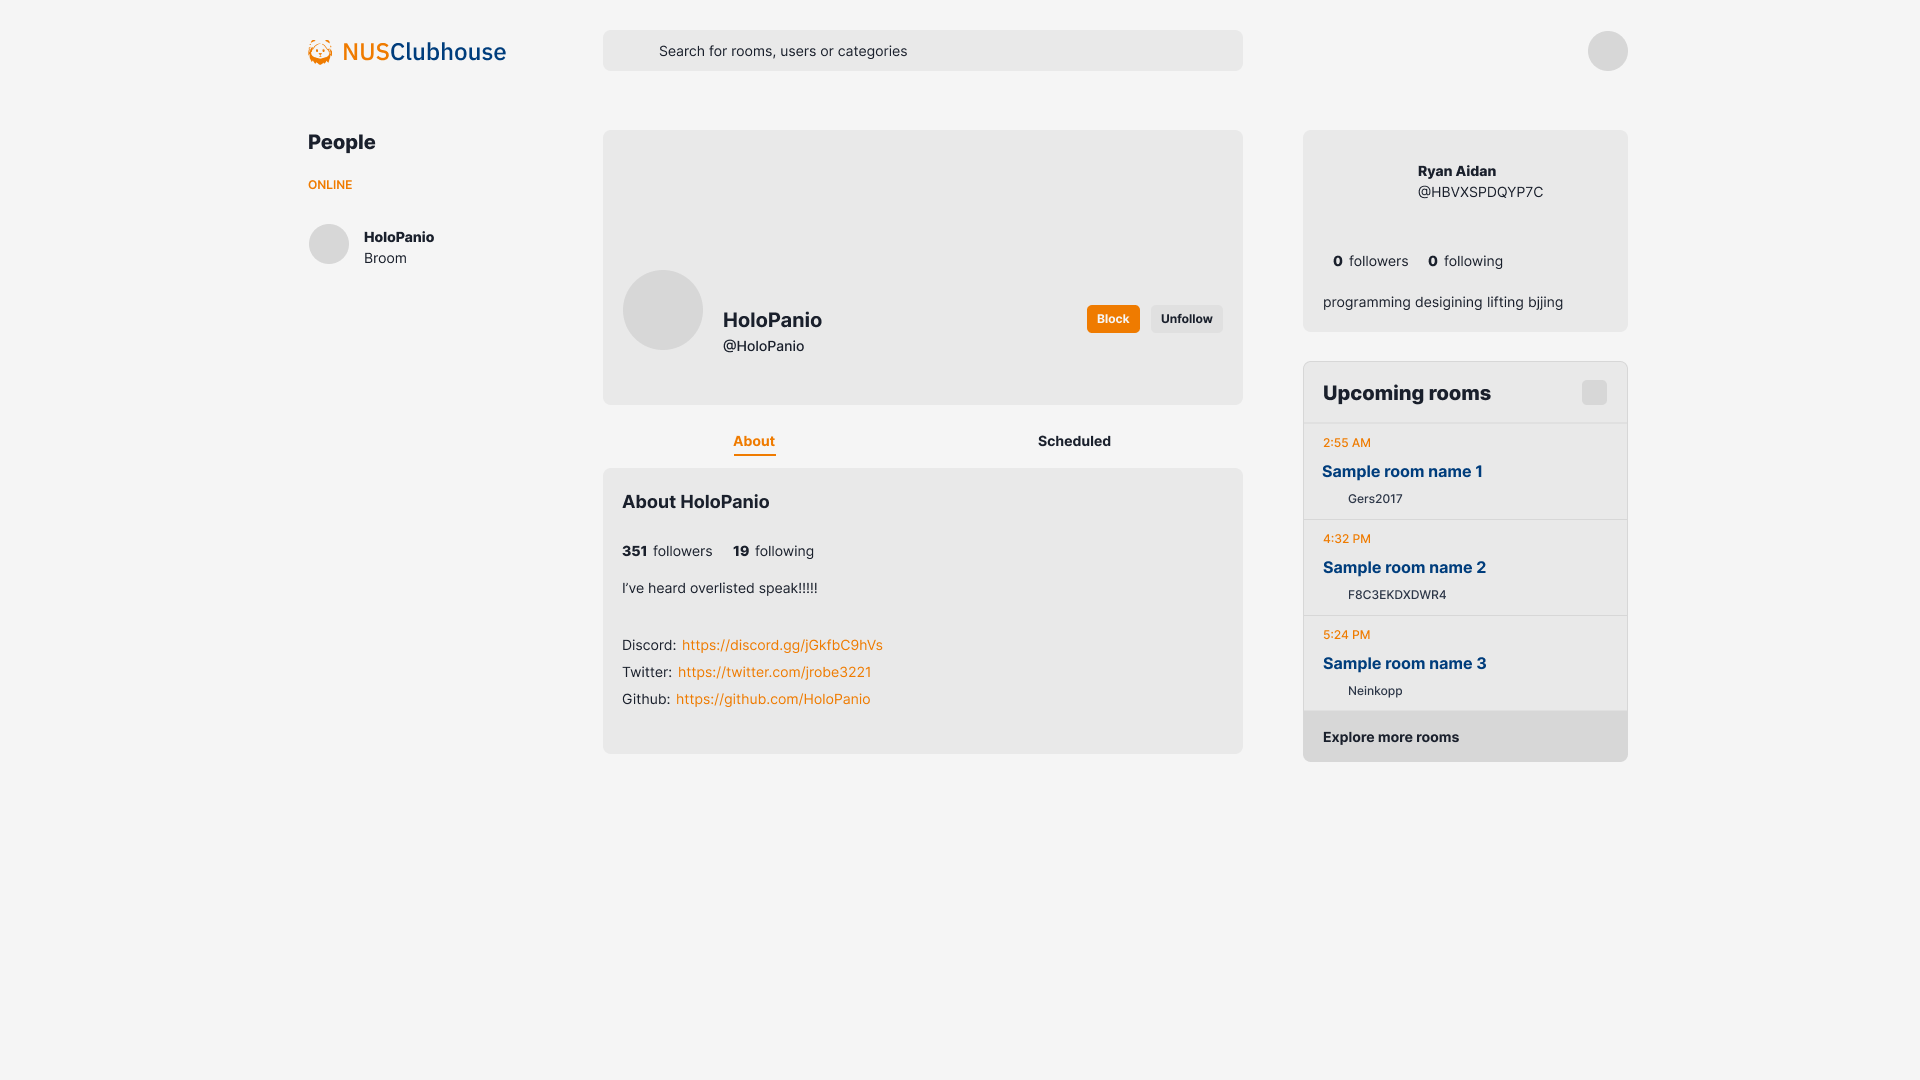 NUSClubhouse
Search for rooms, users or categories
People
ONLINE
HoloPanio
Broom
HoloPanio
@HoloPanio
Block
Unfollow
About
Scheduled
About HoloPanio
351 followers 19 following
I’ve heard overlisted speak!!!!!
Discord: https://discord.gg/jGkfbC9hVs
Twitter: https://twitter.com/jrobe3221
Github: https://github.com/HoloPanio
Ryan Aidan
@HBVXSPDQYP7C
0 followers 0 following
programming desigining lifting bjjing
Upcoming rooms
2:55 AM
Sample room name 1
Gers2017
4:32 PM
Sample room name 2
F8C3EKDXDWR4
5:24 PM
Sample room name 3
Neinkopp
Explore more rooms